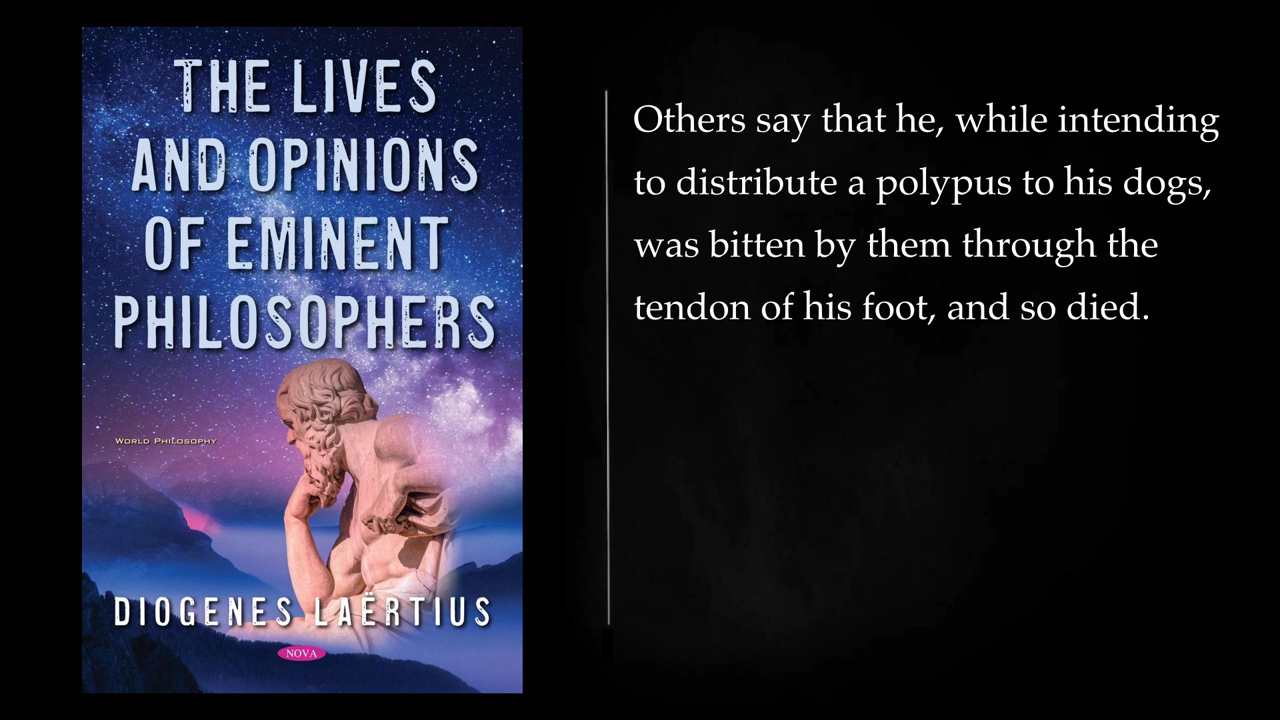 THE LIVES
AND OPINIONS
OF EMINENT
PHILOSOPHERS
WORLD PHILOSOPHY
DIOGENES LAËRTIUS
NOVA
Others say that he, while intending
to distribute a polypus to his dogs,
was bitten by them through the
tendon of his foot, and so died.